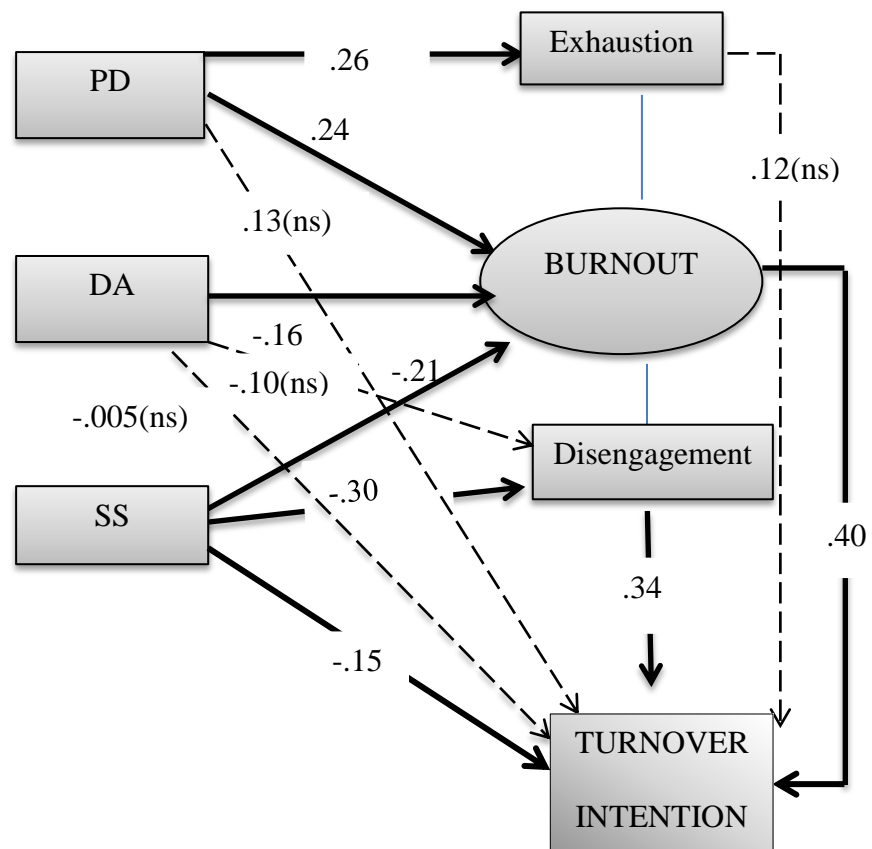 Exhaustion
.26
PD
.24
.12(ns)
.13(ns)
BURNOUT
DA
-.16
-.21
-.10(ns)
-.005(ns)
Disengagement
-.30
SS
.40
.34
-.15
TURNOVER
INTENTION